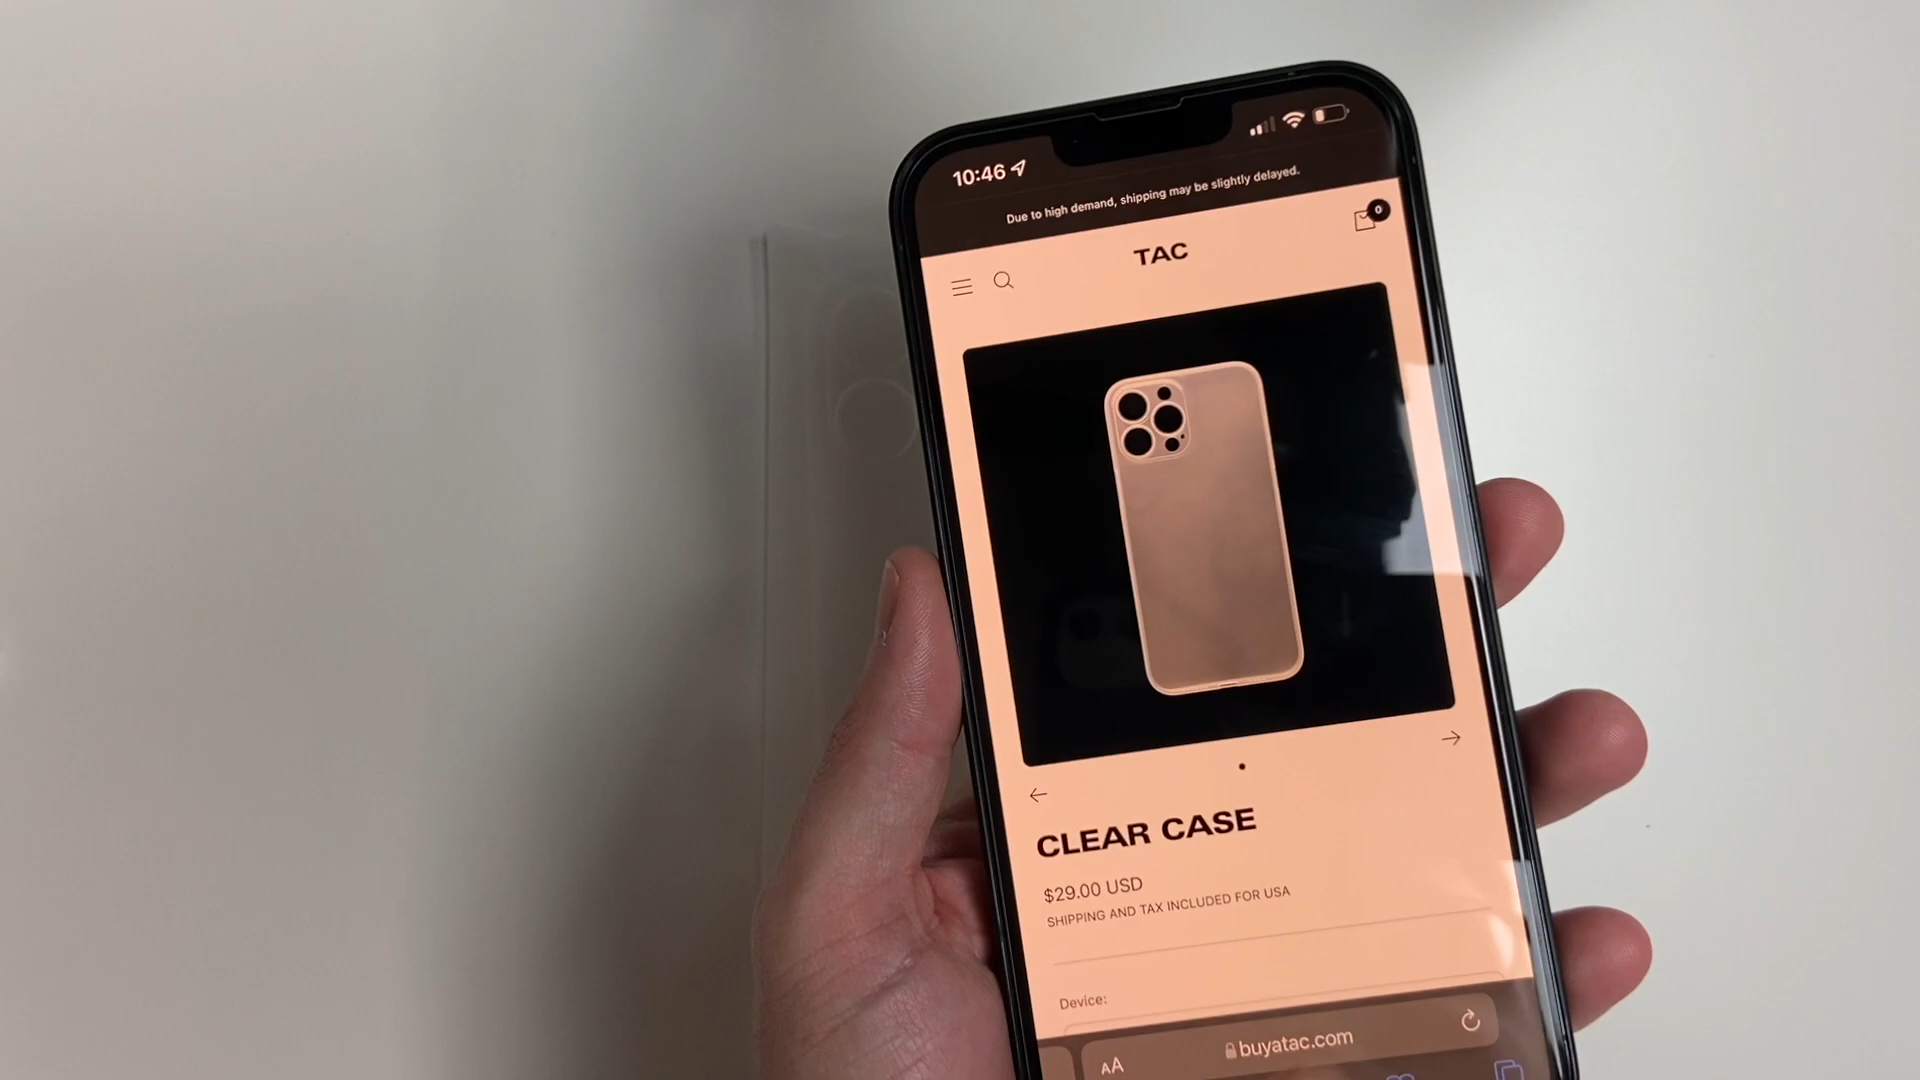 10:46
Due to high demand, shipping may be slightly delayed.
0
TAC
CLEAR CASE
$29.00 USD
SHIPPING AND TAX INCLUDED FOR USA
Device:
AA
buyatac.com